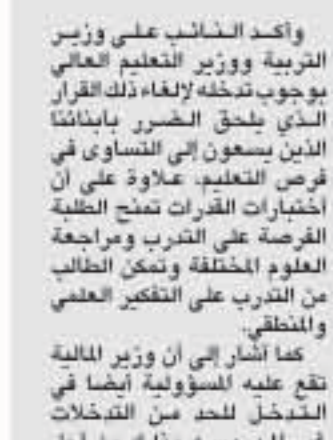 وأكد النائب على وزير
التربية ووزير التعليم العالي
بوجوب تدخله لإلغاء ذلك القرار
الذي يلحق الضرر بابنائنا
الذين يسعون إلى التساوى في
فرص التعليم، علاوة على أن
أختبارات القدرات تمنح الطلبة
الفرصة على التدرب ومراجعة
العلوم المختلفة وتمكن الطالب
من التدرب على التفكير العلمي
والمنطقي.
كما أشار إلى أن وزير المالية
تقع عليه المسؤولية أيضا في
التدخل للحد من التدخلات